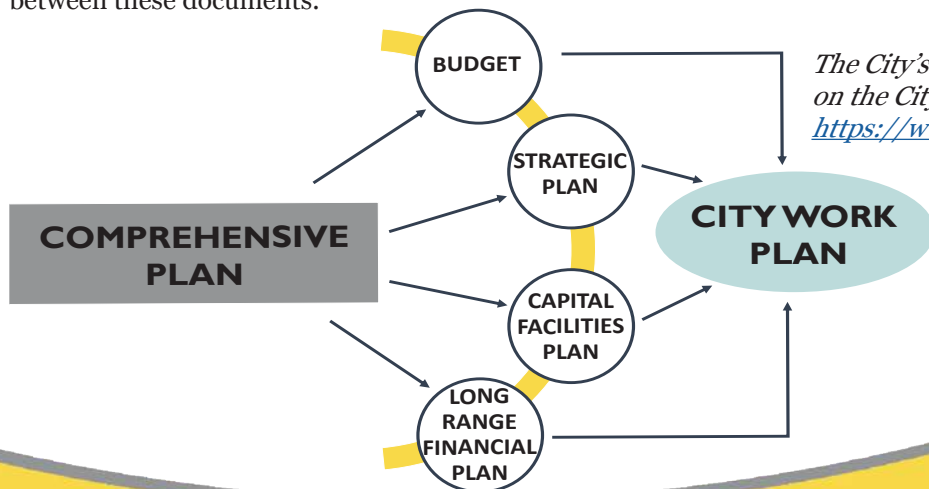 between these documents.
BUDGET
The City's
on the City
https://w
STRATEGIC
PLAN
COMPREHENSIVE
PLAN
CITY WORK
PLAN
CAPITAL
FACILITIES
PLAN
LONG
RANGE
FINANCIAL
PLAN